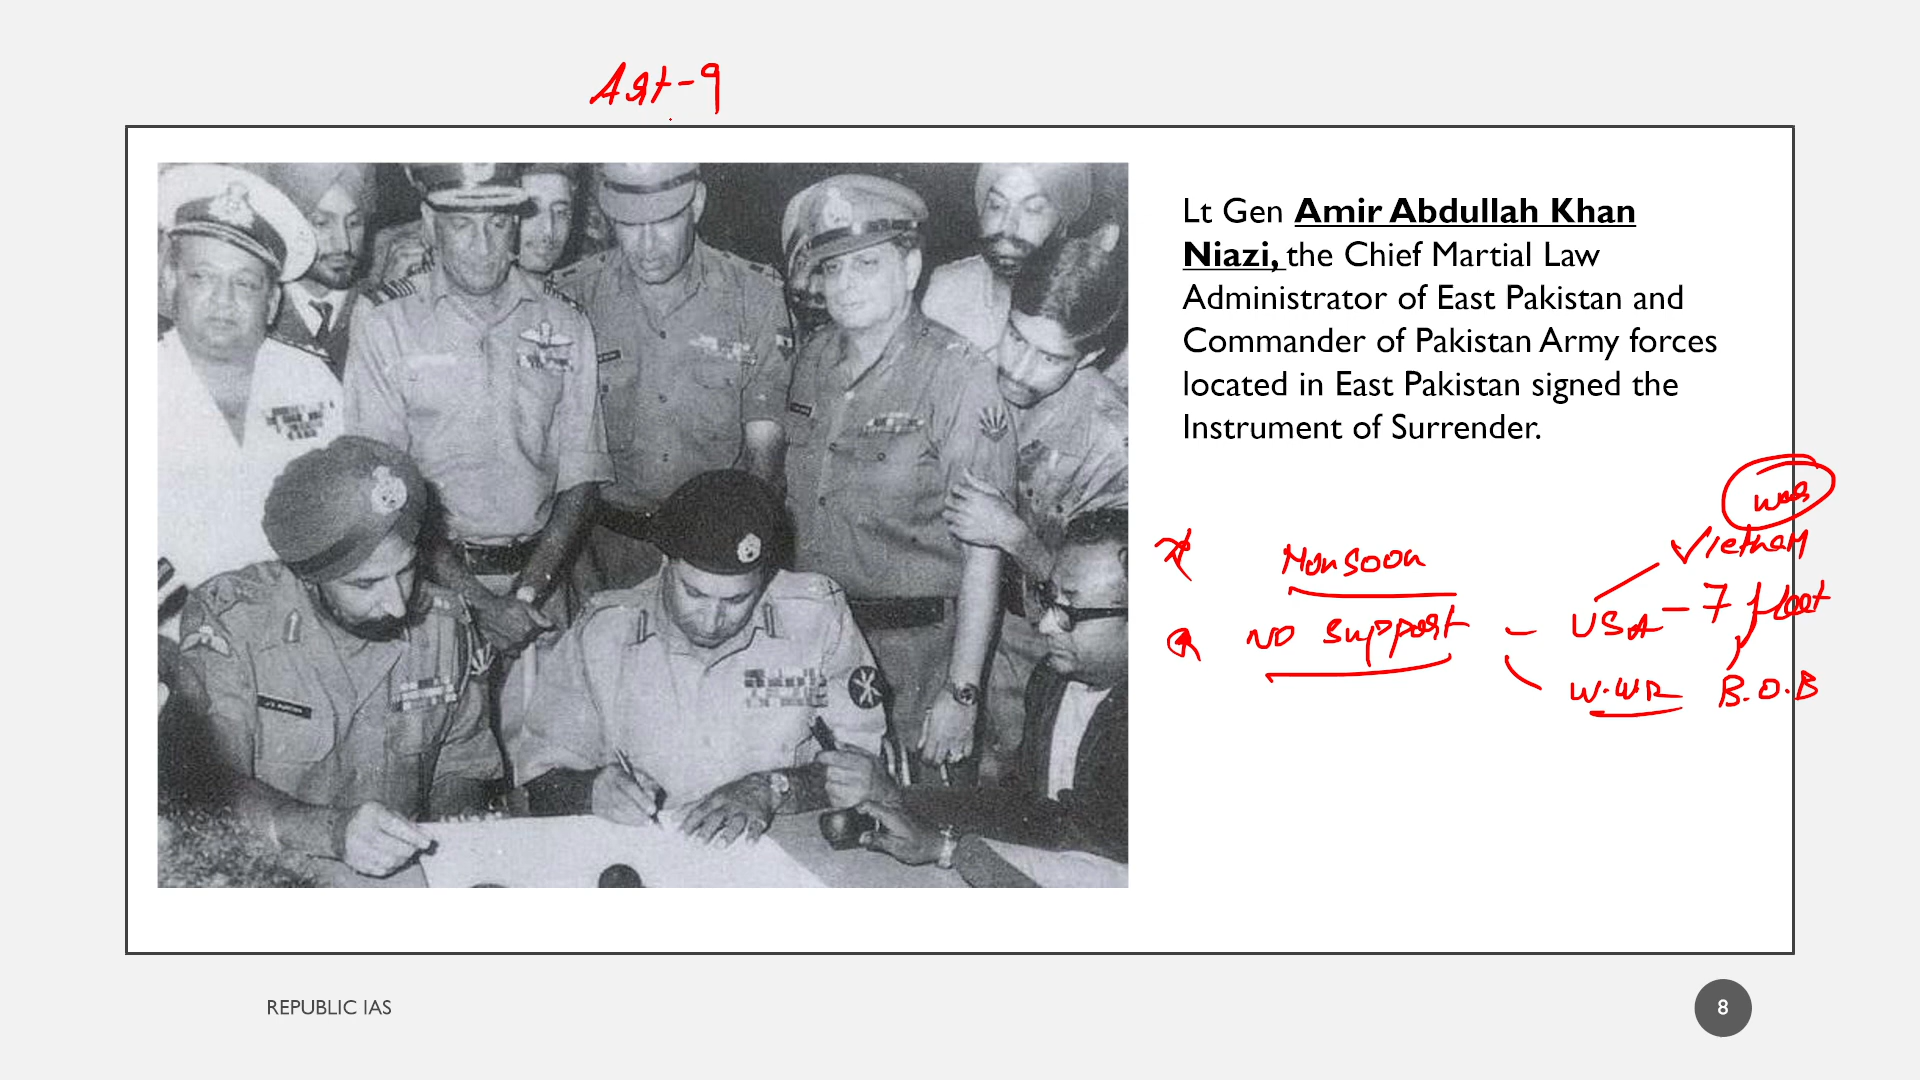 Art-9
Lt Gen Amir Abdullah Khan
Niazi, the Chief Martial Law
Administrator of East Pakistan and
Commander of Pakistan Army forces
located in East Pakistan signed the
Instrument of Surrender.
Vietnam
Monsoon
No Support - USA - 7 fleet
W.WR B.O.B
REPUBLIC IAS
8